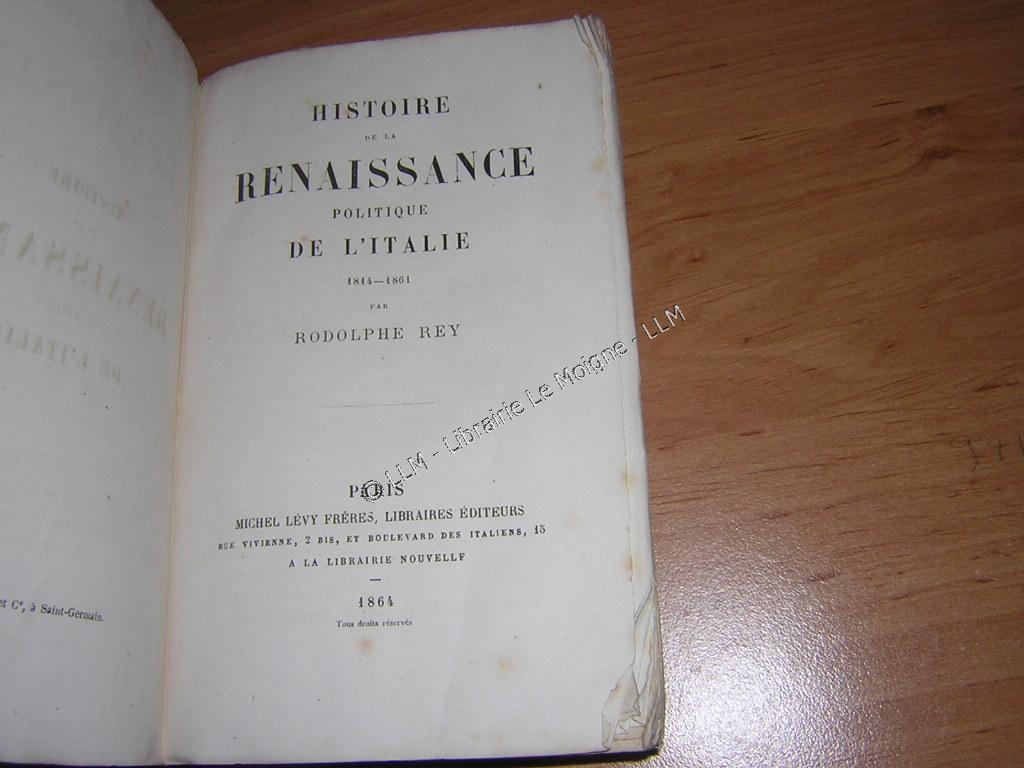 HISTOIRE
DE LA
RENAISSANCE
POLITIQUE
DE L'ITALIE
1814—1861
PAR
RODOLPHE REY
PARIS
MICHEL LÉVY FRÈRES, LIBRAIRES ÉDITEURS
RUE VIVIENNE, 2 BIS, ET BOULEVARD DES ITALIENS, 15
A LA LIBRAIRIE NOUVELLE
—
1864
Tous droits réservés
et Cᵉ, à Saint-Germain.
© LLM - Librairie Le Moigne - LLM